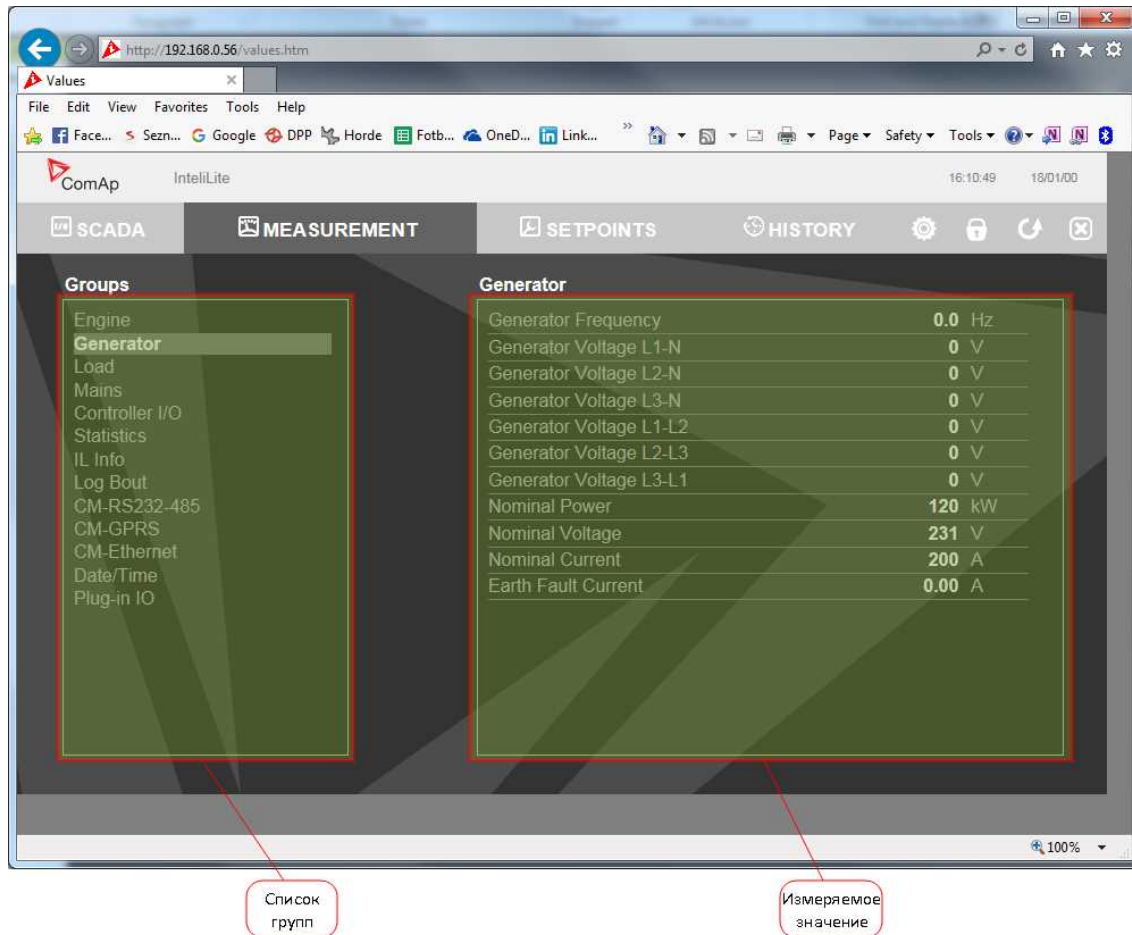 http://192.168.0.56/values.htm
Values
File Edit View Favorites Tools Help
Face... Sezn... Google DPP Horde Fotb... OneD... Link... » Page Safety Tools
ComAp InteliLite 16:10:49 18/01/00
SCADA MEASUREMENT SETPOINTS HISTORY
Groups
Engine
Generator
Load
Mains
Controller I/O
Statistics
IL Info
Log Bout
CM-RS232-485
CM-GPRS
CM-Ethernet
Date/Time
Plug-in IO
Generator
Generator Frequency 0.0 Hz
Generator Voltage L1-N 0 V
Generator Voltage L2-N 0 V
Generator Voltage L3-N 0 V
Generator Voltage L1-L2 0 V
Generator Voltage L2-L3 0 V
Generator Voltage L3-L1 0 V
Nominal Power 120 kW
Nominal Voltage 231 V
Nominal Current 200 A
Earth Fault Current 0.00 A
100%
Список
групп
Измеряемое
значение